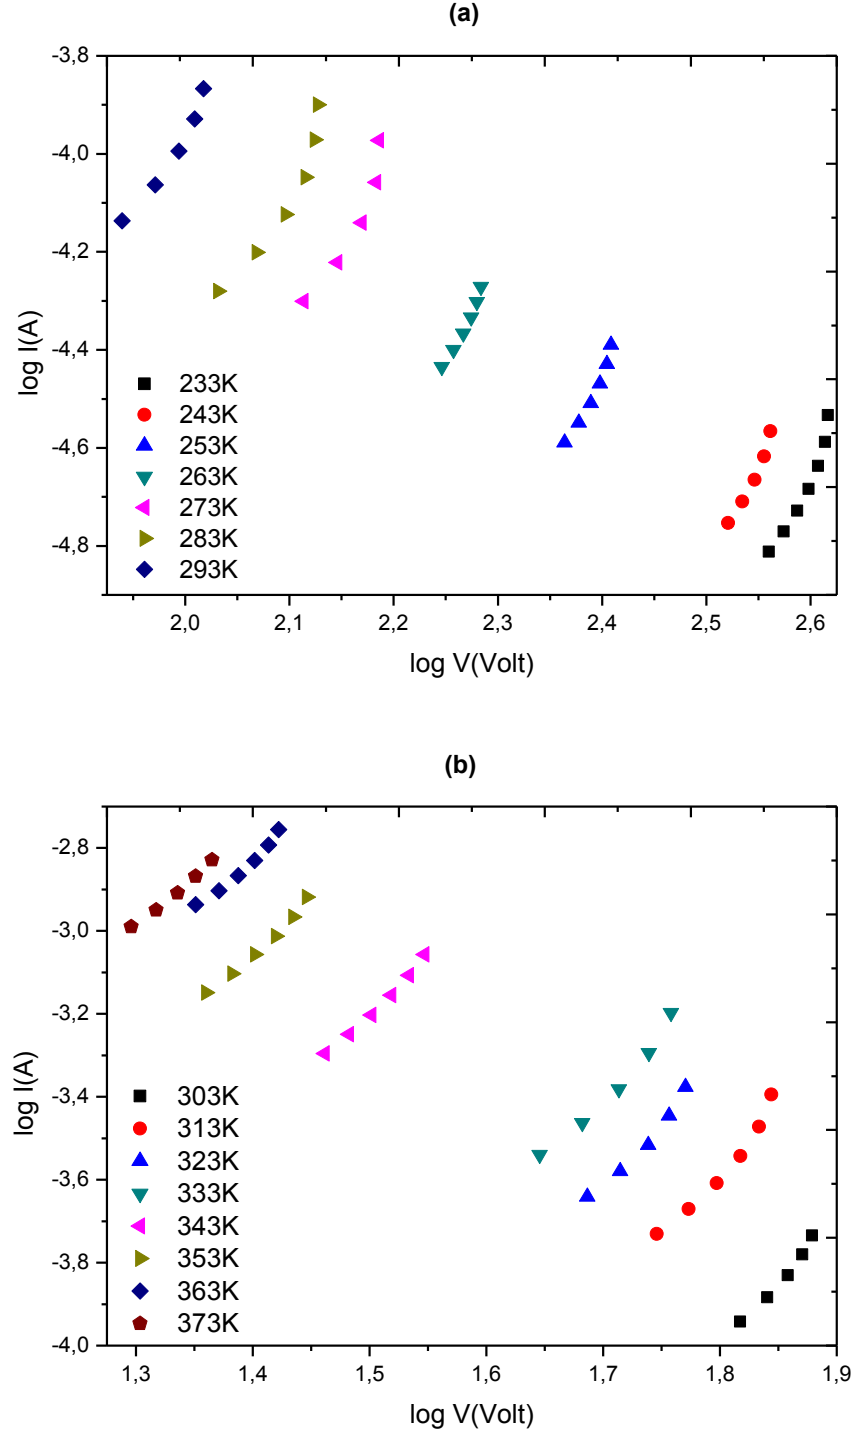 (a)
-3,8
-4,0
-4,2
-4,4
-4,6
-4,8
log I(A)
233K
243K
253K
263K
273K
283K
293K
2,0 2,1 2,2 2,3 2,4 2,5 2,6
log V(Volt)
(b)
-2,8
-3,0
-3,2
-3,4
-3,6
-3,8
-4,0
log I(A)
303K
313K
323K
333K
343K
353K
363K
373K
1,3 1,4 1,5 1,6 1,7 1,8 1,9
log V(Volt)